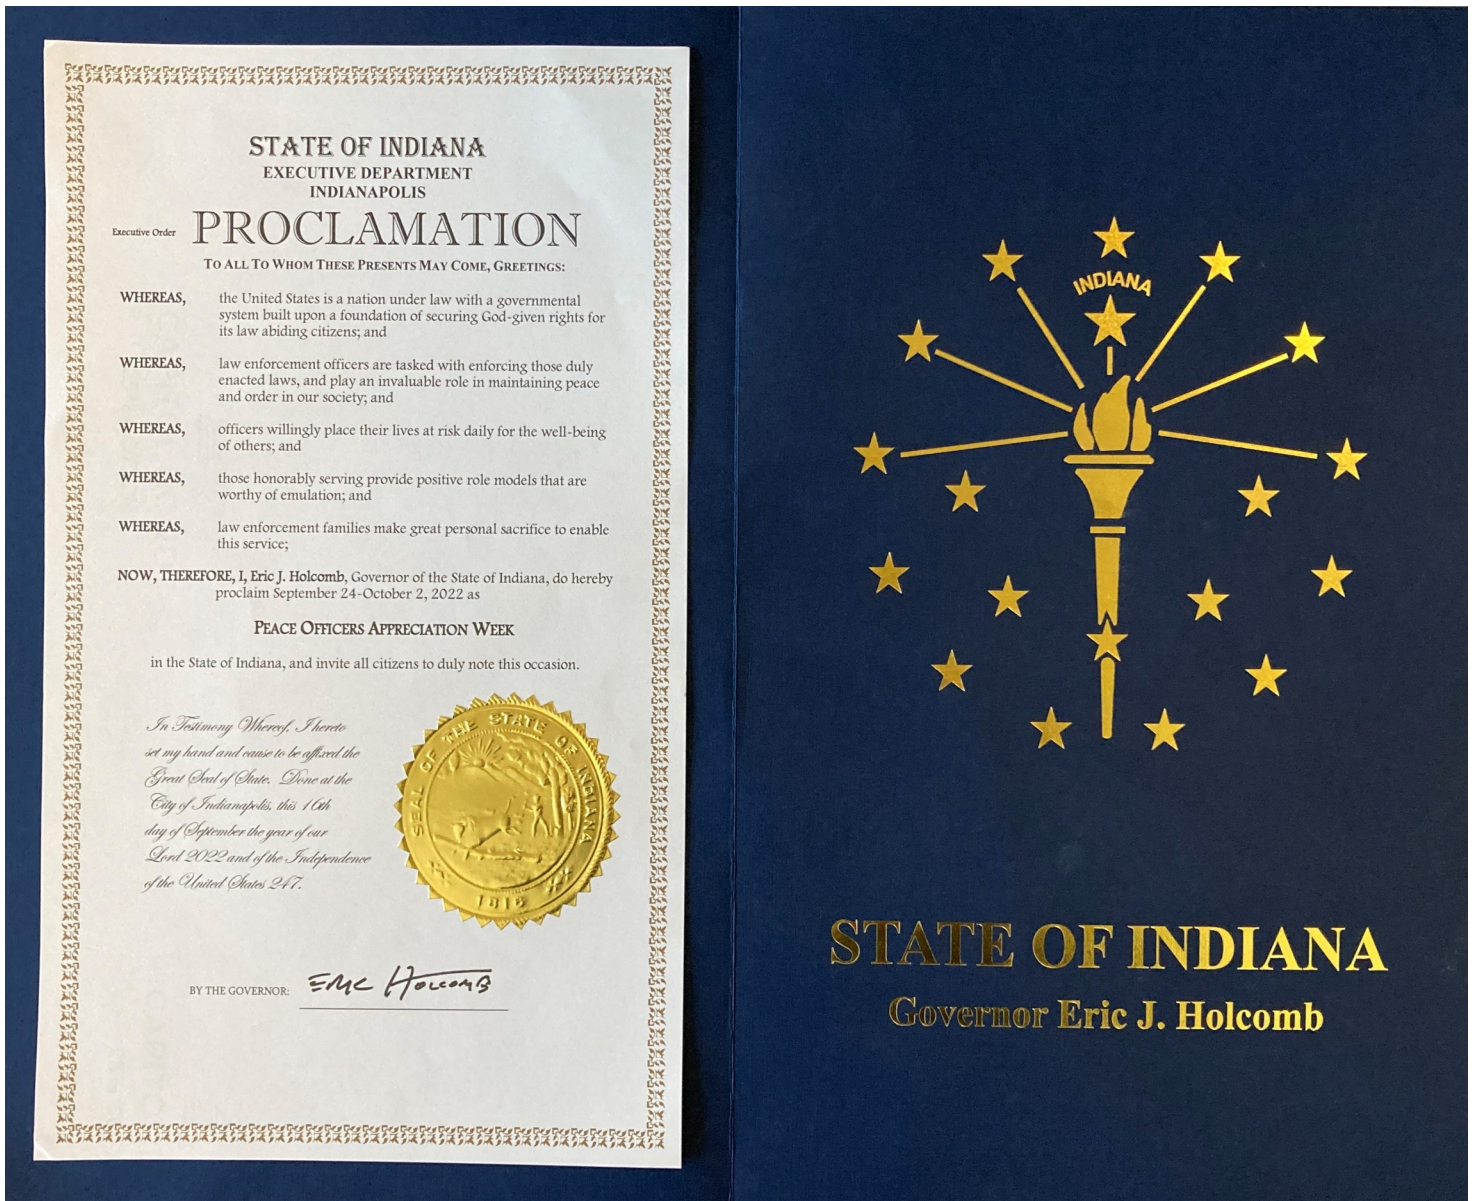 STATE OF INDIANA
EXECUTIVE DEPARTMENT
INDIANAPOLIS
Executive Order PROCLAMATION
TO ALL TO WHOM THESE PRESENTS MAY COME, GREETINGS:
WHEREAS, the United States is a nation under law with a governmental
system built upon a foundation of securing God-given rights for
its law abiding citizens; and
WHEREAS, law enforcement officers are tasked with enforcing those duly
enacted laws, and play an invaluable role in maintaining peace
and order in our society; and
WHEREAS, officers willingly place their lives at risk daily for the well-being
of others; and
WHEREAS, those honorably serving provide positive role models that are
worthy of emulation; and
WHEREAS, law enforcement families make great personal sacrifice to enable
this service;
NOW, THEREFORE, I, Eric J. Holcomb, Governor of the State of Indiana, do hereby
proclaim September 24-October 2, 2022 as
PEACE OFFICERS APPRECIATION WEEK
in the State of Indiana, and invite all citizens to duly note this occasion.
In Testimony Whereof, I hereto
set my hand and cause to be affixed the
Great Seal of State. Done at the
City of Indianapolis, this 16th
day of September the year of our
Lord 2022 and of the Independence
of the United States 247.
SEAL OF THE STATE OF INDIANA
1816
BY THE GOVERNOR: Eric Holcomb
INDIANA
STATE OF INDIANA
Governor Eric J. Holcomb